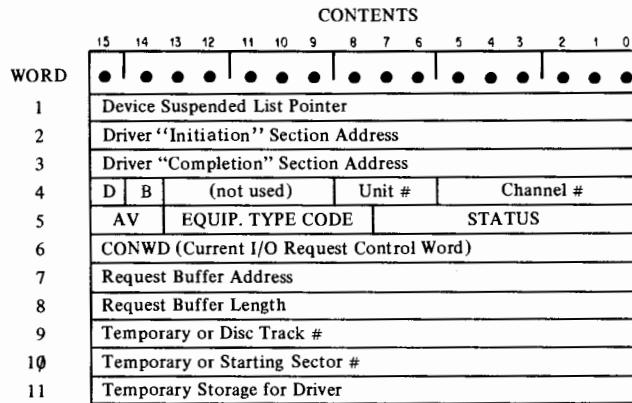 CONTENTS
15 14 13 12 11 10 9 8 7 6 5 4 3 2 1 0
WORD
1 Device Suspended List Pointer
2 Driver "Initiation" Section Address
3 Driver "Completion" Section Address
4 D B (not used) Unit # Channel #
5 AV EQUIP. TYPE CODE STATUS
6 CONWD (Current I/O Request Control Word)
7 Request Buffer Address
8 Request Buffer Length
9 Temporary or Disc Track #
1Ø Temporary or Starting Sector #
11 Temporary Storage for Driver